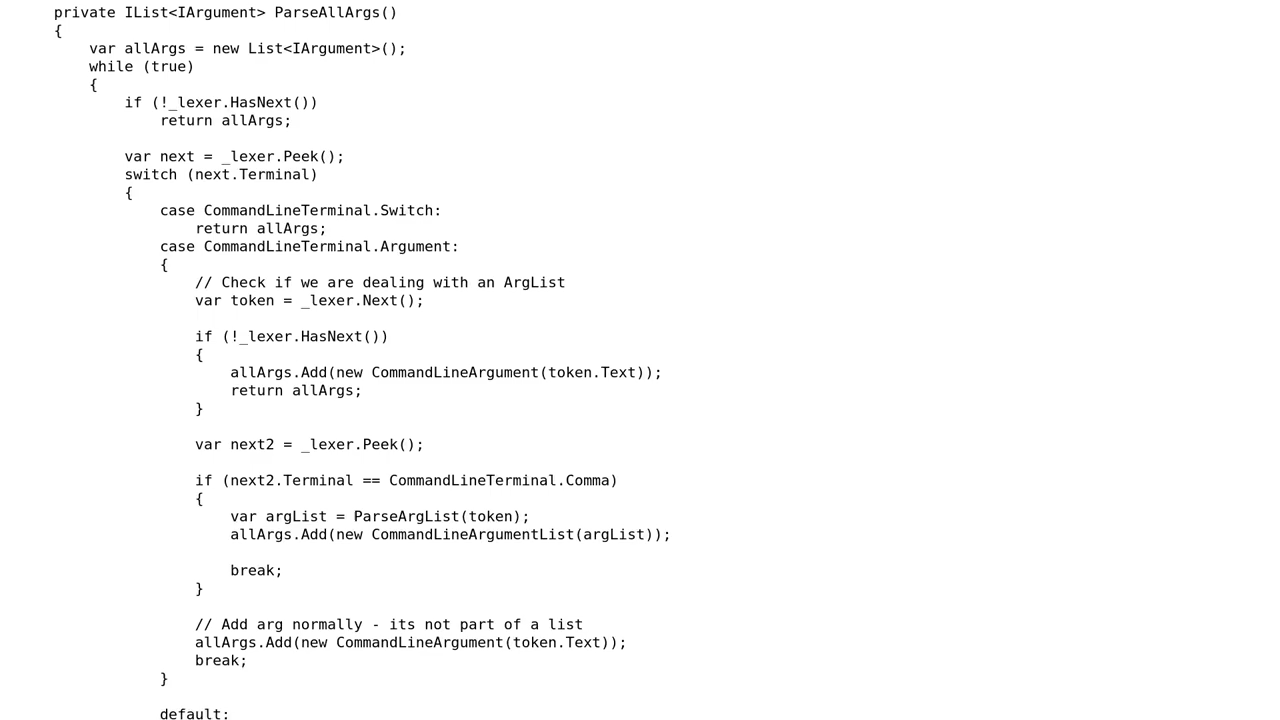 private IList<IArgument> ParseAllArgs()
{
    var allArgs = new List<IArgument>();
    while (true)
    {
        if (!_lexer.HasNext())
            return allArgs;

        var next = _lexer.Peek();
        switch (next.Terminal)
        {
            case CommandLineTerminal.Switch:
                return allArgs;
            case CommandLineTerminal.Argument:
            {
                // Check if we are dealing with an ArgList
                var token = _lexer.Next();

                if (!_lexer.HasNext())
                {
                    allArgs.Add(new CommandLineArgument(token.Text));
                    return allArgs;
                }

                var next2 = _lexer.Peek();

                if (next2.Terminal == CommandLineTerminal.Comma)
                {
                    var argList = ParseArgList(token);
                    allArgs.Add(new CommandLineArgumentList(argList));

                    break;
                }

                // Add arg normally - its not part of a list
                allArgs.Add(new CommandLineArgument(token.Text));
                break;
            }

            default: